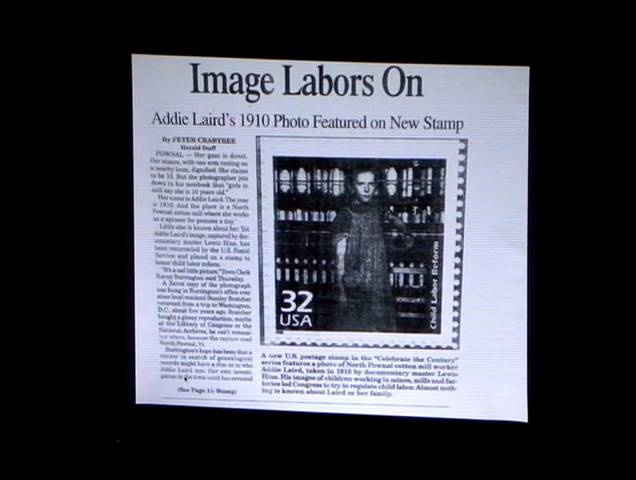 Image Labors On
Addie Laird's 1910 Photo Featured on New Stamp
By PETER CRABTREE
Herald Staff
POWNAL — Her gaze is direct.
Her stance, with one arm resting on
a nearby loom, dignified. She claims
to be 12. But the photographer jots
down in his notebook that "girls in
mill say she is 10 years old."
Her name is Addie Laird. The year
is 1910. And the place is a North
Pownal cotton mill where she works
as a spinner for pennies a day.
Little else is known about her. Yet
Addie Laird's image, captured by doc-
umentary master Lewis Hine, has
been resurrected by the U.S. Postal
Service and placed on a stamp to
honor child labor reform.
"It's a sad little picture," Town Clerk
Karen Burrington said Thursday.
A Xerox copy of the photograph
has hung in Burrington's office ever
since local resident Stanley Bratcher
returned from a trip to Washington,
D.C., about five years ago. Bratcher
bought a glossy reproduction, maybe
at the Library of Congress or the
National Archives, he can't remem-
ber where, because the caption read
North Pownal, Vt.
Burrington's hope has been that a
visitor in search of genealogical
records might have a clue as to who
Addie Laird was. Her own investi-
gation in the town vault has revealed
(See Page 11: Stamp)
32
USA
Child Labor Reform
A new U.S. postage stamp in the "Celebrate the Century"
series features a photo of North Pownal cotton mill worker
Addie Laird, taken in 1910 by documentary master Lewis
Hine. His images of children working in mines, mills and fac-
tories led Congress to try to regulate child labor. Almost noth-
ing is known about Laird or her family.